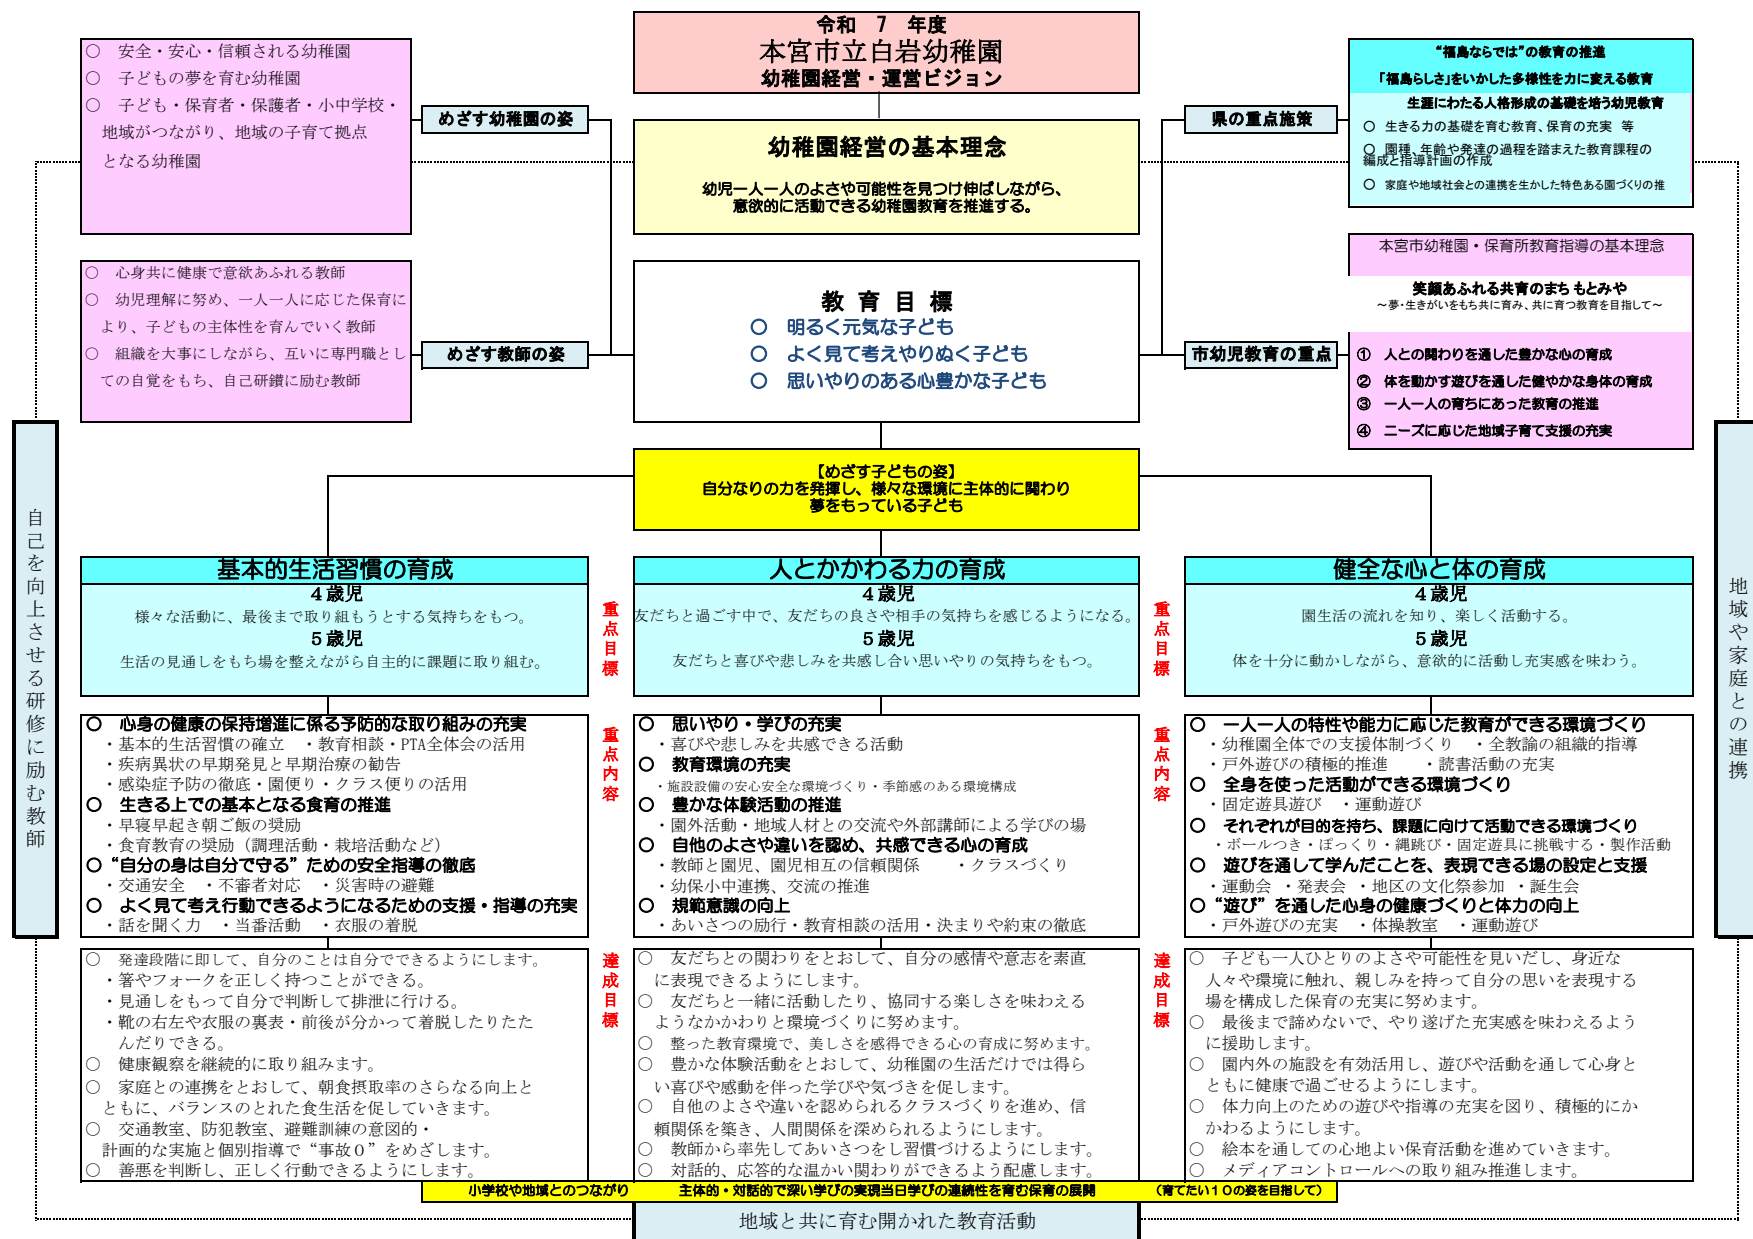 令和　7　年度
本宮市立白岩幼稚園
幼稚園経営・運営ビジョン
○　安全・安心・信頼される幼稚園
○　子どもの夢を育む幼稚園
○　子ども・保育者・保護者・小中学校・
地域がつながり、地域の子育て拠点
となる幼稚園
めざす幼稚園の姿
幼稚園経営の基本理念
幼児一人一人のよさや可能性を見つけ伸ばしながら、
意欲的に活動できる幼稚園教育を推進する。
県の重点施策
“福島ならでは”の教育の推進
「福島らしさ」をいかした多様性を力に変える教育
生涯にわたる人格形成の基礎を培う幼児教育
○　生きる力の基礎を育む教育、保育の充実　等
○　園種、年齢や発達の過程を踏まえた教育課程の
編成と指導計画の作成
○　家庭や地域社会との連携を生かした特色ある園づくりの推
○　心身共に健康で意欲あふれる教師
○　幼児理解に努め、一人一人に応じた保育に
より、子どもの主体性を育んでいく教師
○　組織を大事にしながら、互いに専門職とし
ての自覚をもち、自己研鑽に励む教師
めざす教師の姿
教 育 目 標
○　明るく元気な子ども
○　よく見て考えやりぬく子ども
○　思いやりのある心豊かな子ども
市幼児教育の重点
本宮市幼稚園・保育所教育指導の基本理念
笑顔あふれる共育のまち もとみや
～夢・生きがいをもち共に育み、共に育つ教育を目指して～
①　人との関わりを通した豊かな心の育成
②　体を動かす遊びを通した健やかな身体の育成
③　一人一人の育ちにあった教育の推進
④　ニーズに応じた地域子育て支援の充実
【めざす子どもの姿】
自分なりの力を発揮し、様々な環境に主体的に関わり
夢をもっている子ども
自己を向上させる研修に励む教師
地域や家庭との連携
基本的生活習慣の育成
４歳児
様々な活動に、最後まで取り組もうとする気持ちをもつ。
５歳児
生活の見通しをもち場を整えながら自主的に課題に取り組む。
重点目標
人とかかわる力の育成
４歳児
友だちと過ごす中で、友だちの良さや相手の気持ちを感じるようになる。
５歳児
友だちと喜びや悲しみを共感し合い思いやりの気持ちをもつ。
重点目標
健全な心と体の育成
４歳児
園生活の流れを知り、楽しく活動する。
５歳児
体を十分に動かしながら、意欲的に活動し充実感を味わう。
○　心身の健康の保持増進に係る予防的な取り組みの充実
・基本的生活習慣の確立　・教育相談・PTA全体会の活用
・疾病異状の早期発見と早期治療の勧告
・感染症予防の徹底・園便り・クラス便りの活用
○　生きる上での基本となる食育の推進
・早寝早起き朝ご飯の奨励
・食育教育の奨励（調理活動・栽培活動など）
○“自分の身は自分で守る”ための安全指導の徹底
・交通安全　・不審者対応　・災害時の避難
○　よく見て考え行動できるようになるための支援・指導の充実
・話を聞く力　・当番活動　・衣服の着脱
重点内容
○　思いやり・学びの充実
・喜びや悲しみを共感できる活動
○　教育環境の充実
・施設設備の安心安全な環境づくり・季節感のある環境構成
○　豊かな体験活動の推進
・園外活動・地域人材との交流や外部講師による学びの場
○　自他のよさや違いを認め、共感できる心の育成
・教師と園児、園児相互の信頼関係　　・クラスづくり
・幼保小中連携、交流の推進
○　規範意識の向上
・あいさつの励行・教育相談の活用・決まりや約束の徹底
重点内容
○　一人一人の特性や能力に応じた教育ができる環境づくり
・幼稚園全体での支援体制づくり　・全教諭の組織的指導
・戸外遊びの積極的推進　　・読書活動の充実
○　全身を使った活動ができる環境づくり
・固定遊具遊び　・運動遊び
○　それぞれが目的を持ち、課題に向けて活動できる環境づくり
・ボールつき・ぽっくり・縄跳び・固定遊具に挑戦する・製作活動
○　遊びを通して学んだことを、表現できる場の設定と支援
・運動会　・発表会　・地区の文化祭参加　・誕生会
○“遊び”を通した心身の健康づくりと体力の向上
・戸外遊びの充実　・体操教室　・運動遊び
○　発達段階に即して、自分のことは自分でできるようにします。
・箸やフォークを正しく持つことができる。
・見通しをもって自分で判断して排泄に行ける。
・靴の右左や衣服の裏表・前後が分かって着脱したりたた
んだりできる。
○　健康観察を継続的に取り組みます。
○　家庭との連携をとおして、朝食摂取率のさらなる向上と
ともに、バランスのとれた食生活を促していきます。
○　交通教室、防犯教室、避難訓練の意図的・
計画的な実施と個別指導で“事故０”をめざします。
○　善悪を判断し、正しく行動できるようにします。
達成目標
○　友だちとの関わりをとおして、自分の感情や意志を素直
に表現できるようにします。
○　友だちと一緒に活動したり、協同する楽しさを味わえる
ようなかかわりと環境づくりに努めます。
○　整った教育環境で、美しさを感得できる心の育成に努めます。
○　豊かな体験活動をとおして、幼稚園の生活だけでは得ら
い喜びや感動を伴った学びや気づきを促します。
○　自他のよさや違いを認められるクラスづくりを進め、信
頼関係を築き、人間関係を深められるようにします。
○　教師から率先してあいさつをし習慣づけるようにします。
○　対話的、応答的な温かい関わりができるよう配慮します。
達成目標
○　子ども一人ひとりのよさや可能性を見いだし、身近な
人々や環境に触れ、親しみを持って自分の思いを表現する
場を構成した保育の充実に努めます。
○　最後まで諦めないで、やり遂げた充実感を味わえるよう
に援助します。
○　園内外の施設を有効活用し、遊びや活動を通して心身と
ともに健康で過ごせるようにします。
○　体力向上のための遊びや指導の充実を図り、積極的にか
かわるようにします。
○　絵本を通しての心地よい保育活動を進めていきます。
○　メディアコントロールへの取り組み推進します。
小学校や地域とのつながり　主体的・対話的で深い学びの実現当日学びの連続性を育む保育の展開　（育てたい１０の姿を目指して）
地域と共に育む開かれた教育活動